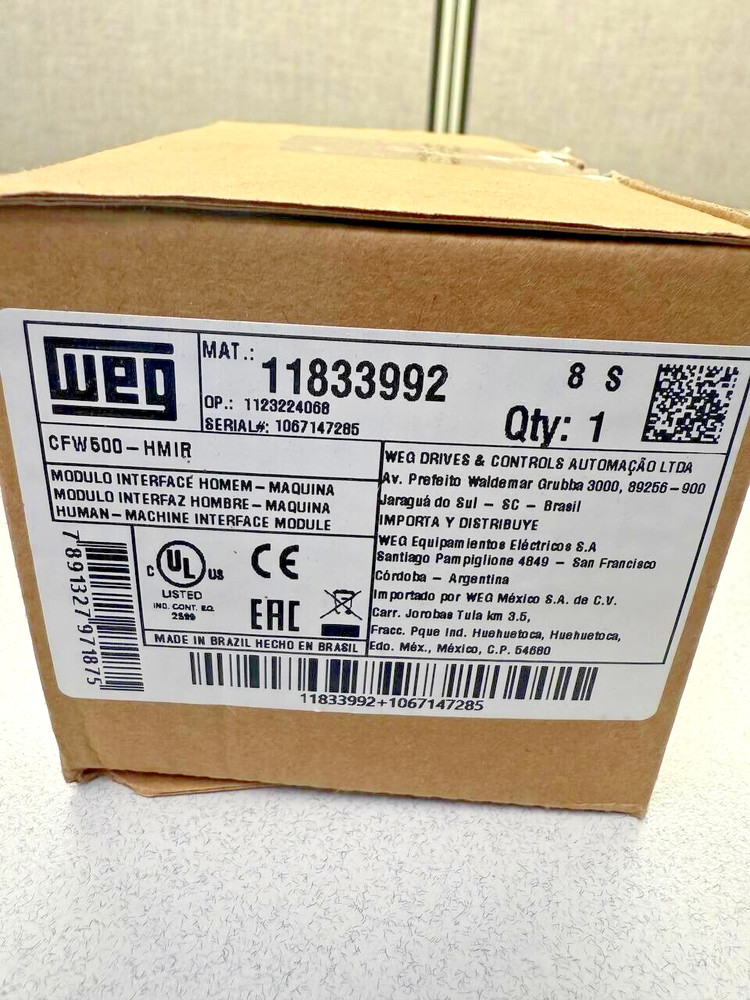 weg
MAT.: 11833992
8 S
OP.: 1123224068
SERIAL#: 1067147285
Qty: 1
CFW500-HMIR
MODULO INTERFACE HOMEM-MAQUINA
MODULO INTERFAZ HOMBRE-MAQUINA
HUMAN-MACHINE INTERFACE MODULE
WEG DRIVES & CONTROLS AUTOMAÇÃO LTDA
Av. Prefeito Waldemar Grubba 3000, 89256-900
Jaraguá do Sul - SC - Brasil
IMPORTA Y DISTRIBUYE
WEG Equipamientos Eléctricos S.A
Santiago Pampiglione 4849 - San Francisco
Córdoba - Argentina
Importado por WEG México S.A. de C.V.
Carr. Jorobas Tula km 3.5,
Fracc. Pque Ind. Huehuetoca, Huehuetoca,
Edo. Méx., México, C.P. 54680
7891327971875
C UL US
LISTED
IND. CONT. EQ.
2S99
CE
EAC
MADE IN BRAZIL HECHO EN BRASIL
11833992+1067147285